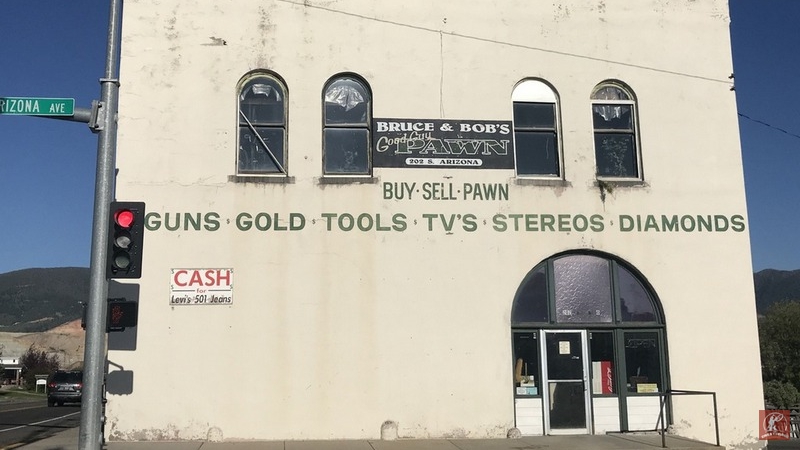 RIZONA AVE
BRUCE & BOB'S
Good Guy
PAWN
202 S. ARIZONA
BUY · SELL · PAWN
GUNS · GOLD · TOOLS · TV'S · STEREOS · DIAMONDS
CASH
for
Levi's 501 Jeans
OPEN